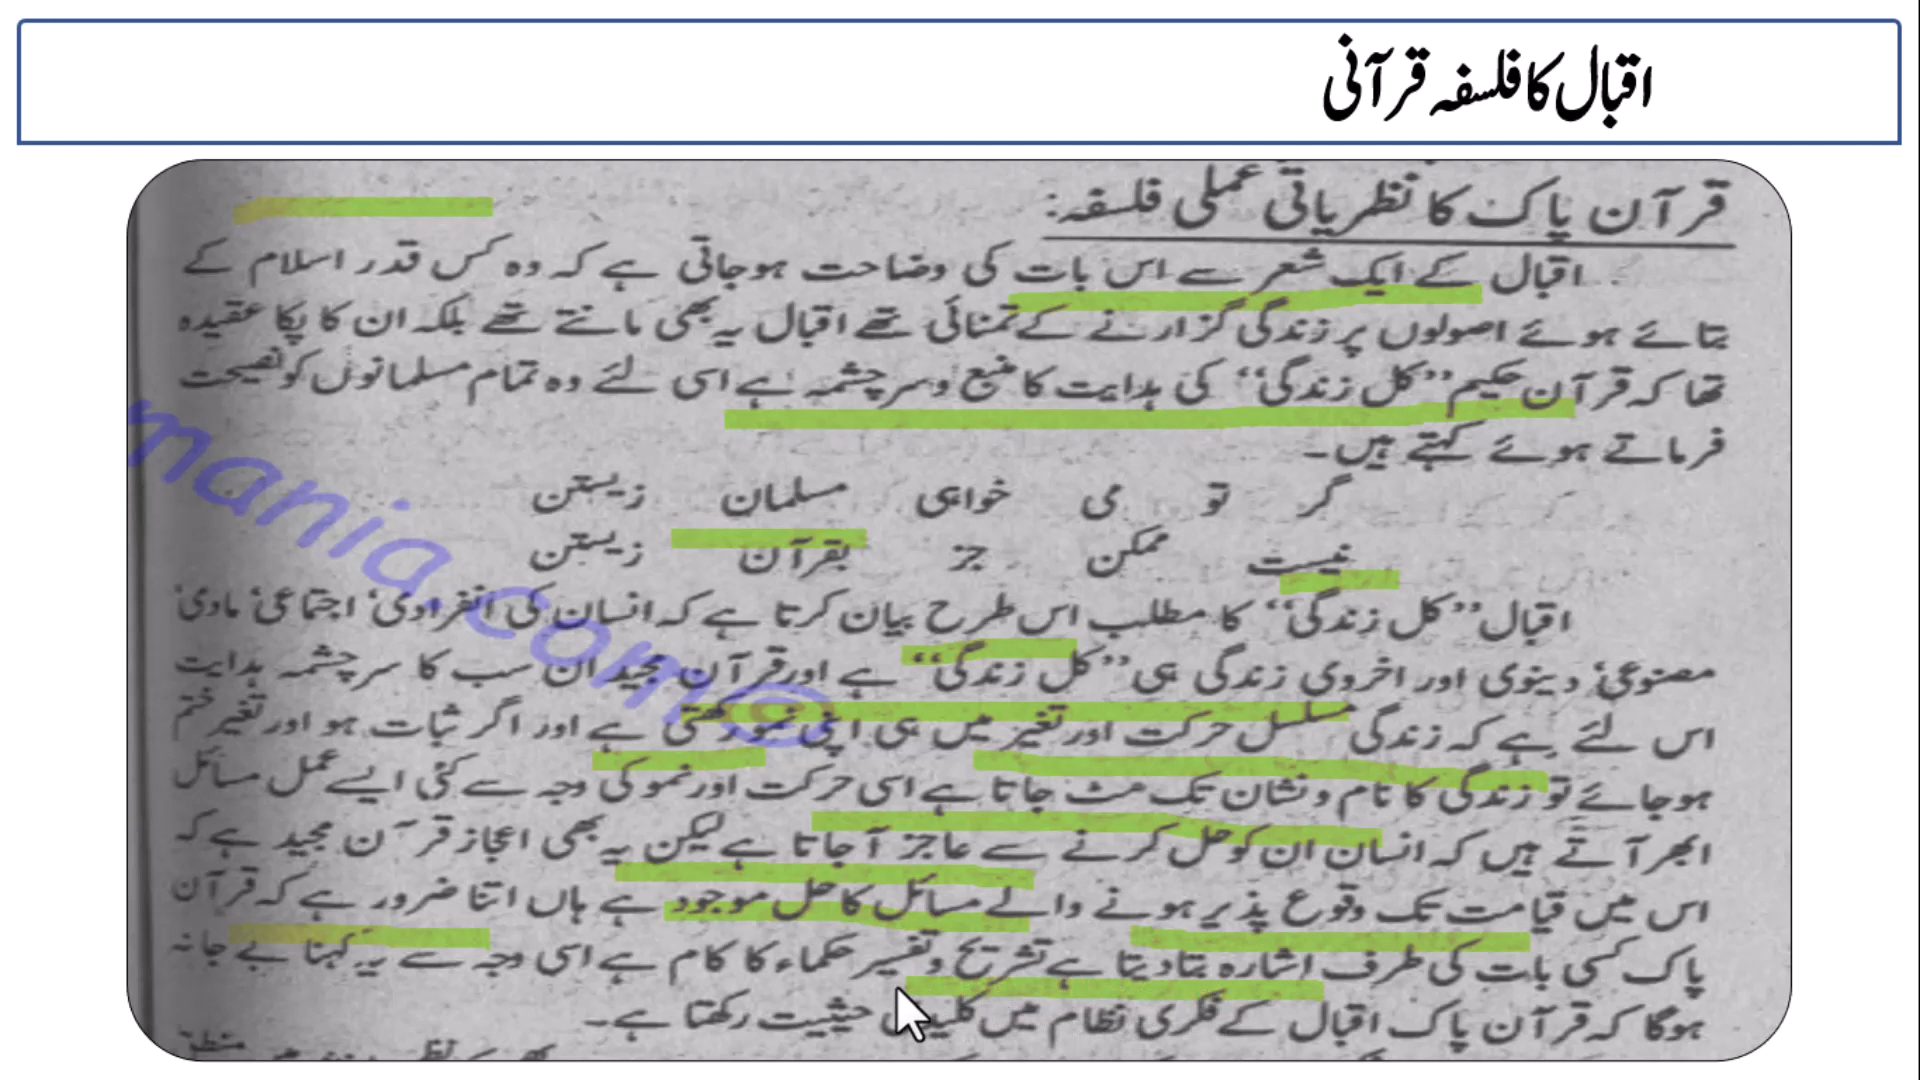 اقبال کا فلسفہ قرآنی
قرآن پاک کا نظریاتی عملی فلسفہ:
اقبال کے ایک شعر سے اس بات کی وضاحت ہوجاتی ہے کہ وہ کس قدر اسلام کے
بتائے ہوئے اصولوں پر زندگی گزارنے کے تمنائی تھے اقبال یہ بھی مانتے تھے بلکہ ان کا پکا عقیدہ
تھا کہ قرآن حکیم ”کل زندگی“ کی ہدایت کا منبع وسرچشمہ ہے اسی لئے وہ تمام مسلمانوں کو نصیحت
فرماتے ہوئے کہتے ہیں۔
گر تو می خواہی مسلمان زیستن
نیست ممکن جز بقرآن زیستن
اقبال ”کل زندگی“ کا مطلب اس طرح بیان کرتا ہے کہ انسان کی انفرادی، اجتماعی، مادی،
مصنوعی، دینوی اور اخروی زندگی ہی ”کل زندگی“ ہے اور قرآن مجید ان سب کا سرچشمہ ہدایت
اس لئے ہے کہ زندگی مسلسل حرکت اور تغیر میں ہی اپنی نمو رکھتی ہے اور اگر ثبات ہو اور تغیر ختم
ہوجائے تو زندگی کا نام ونشان تک مٹ جاتا ہے اسی حرکت اور نمو کی وجہ سے کئی ایسے عمل مسائل
ابھر آتے ہیں کہ انسان ان کو حل کرنے سے عاجز آجاتا ہے لیکن یہ بھی اعجاز قرآن مجید ہے کہ
اس میں قیامت تک وقوع پذیر ہونے والے مسائل کا حل موجود ہے ہاں اتنا ضرور ہے کہ قرآن
پاک کسی بات کی طرف اشارہ بتادیتا ہے تشریح وتفسیر حکماء کا کام ہے اسی وجہ سے یہ کہنا بے جا نہ
ہوگا کہ قرآن پاک اقبال کے فکری نظام میں حیثیت رکھتا ہے۔
mania.com©